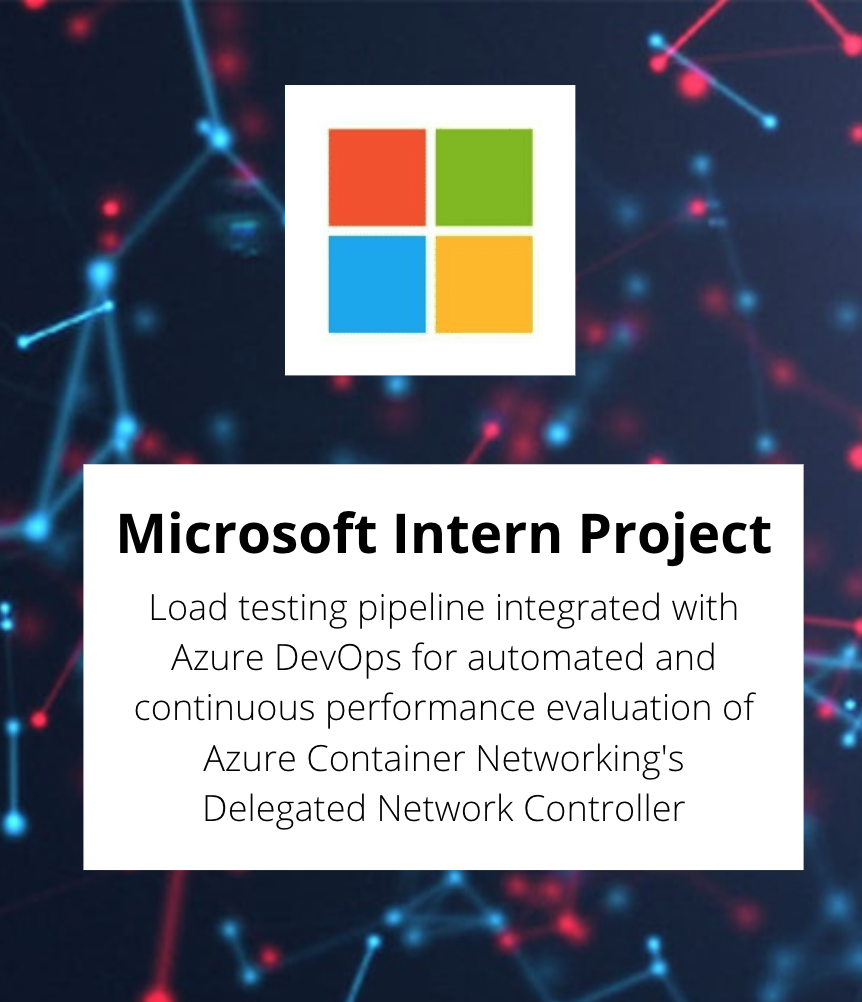 Microsoft Intern Project
Load testing pipeline integrated with
Azure DevOps for automated and
continuous performance evaluation of
Azure Container Networking's
Delegated Network Controller